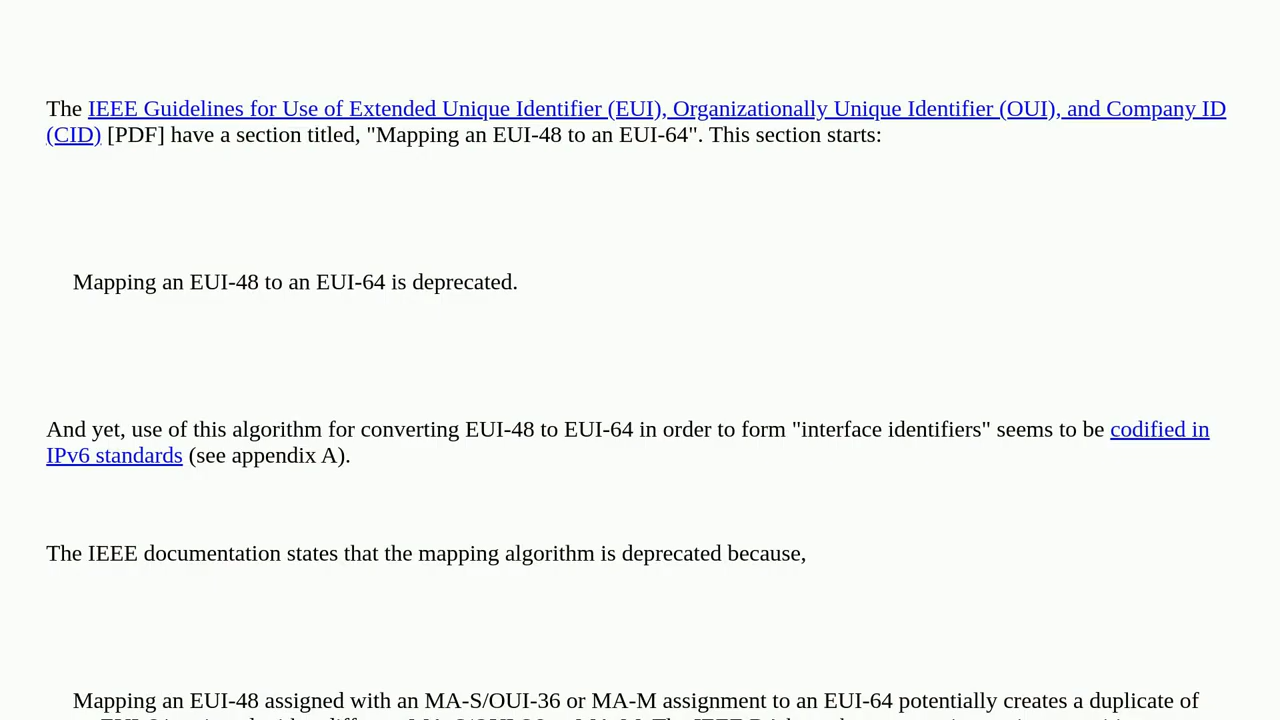 The IEEE Guidelines for Use of Extended Unique Identifier (EUI), Organizationally Unique Identifier (OUI), and Company ID
(CID) [PDF] have a section titled, "Mapping an EUI-48 to an EUI-64". This section starts:
Mapping an EUI-48 to an EUI-64 is deprecated.
And yet, use of this algorithm for converting EUI-48 to EUI-64 in order to form "interface identifiers" seems to be codified in
IPv6 standards (see appendix A).
The IEEE documentation states that the mapping algorithm is deprecated because,
Mapping an EUI-48 assigned with an MA-S/OUI-36 or MA-M assignment to an EUI-64 potentially creates a duplicate of